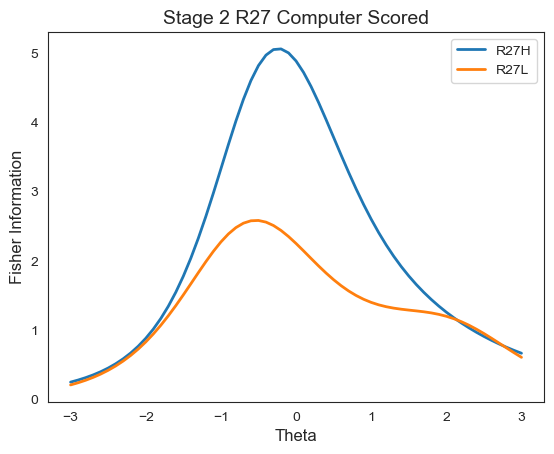 Stage 2 R27 Computer Scored
R27H
R27L
Fisher Information
5
4
3
2
1
0
−3
−2
−1
0
1
2
3
Theta